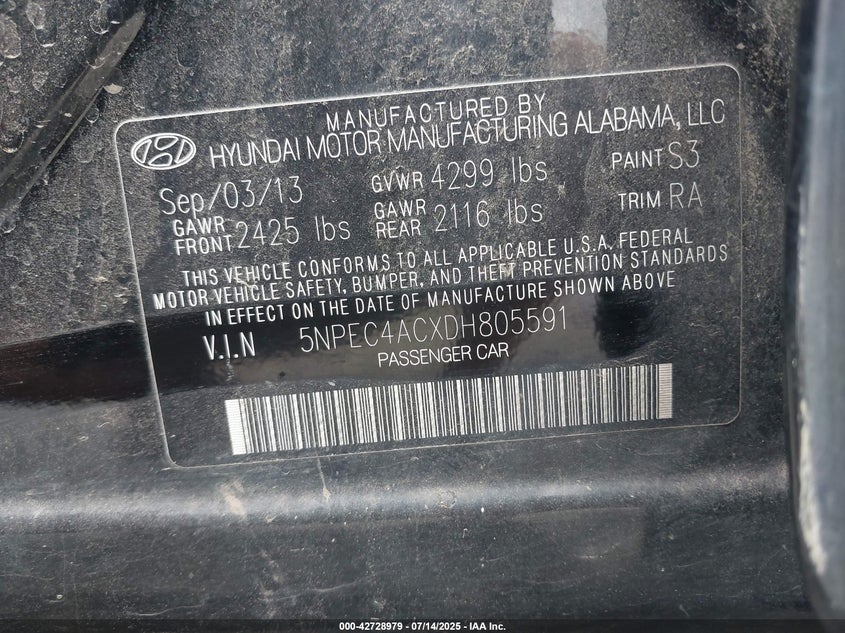 MANUFACTURED BY
HYUNDAI MOTOR MANUFACTURING ALABAMA, LLC
Sep/03/13 GVWR 4299 lbs PAINT S3
GAWR FRONT 2425 lbs GAWR REAR 2116 lbs TRIM RA
THIS VEHICLE CONFORMS TO ALL APPLICABLE U.S.A. FEDERAL
MOTOR VEHICLE SAFETY, BUMPER, AND THEFT PREVENTION STANDARDS
IN EFFECT ON THE DATE OF MANUFACTURE SHOWN ABOVE
V.I.N 5NPEC4ACXDH805591
PASSENGER CAR
000-42728979 — 07/14/2025 — IAA Inc.